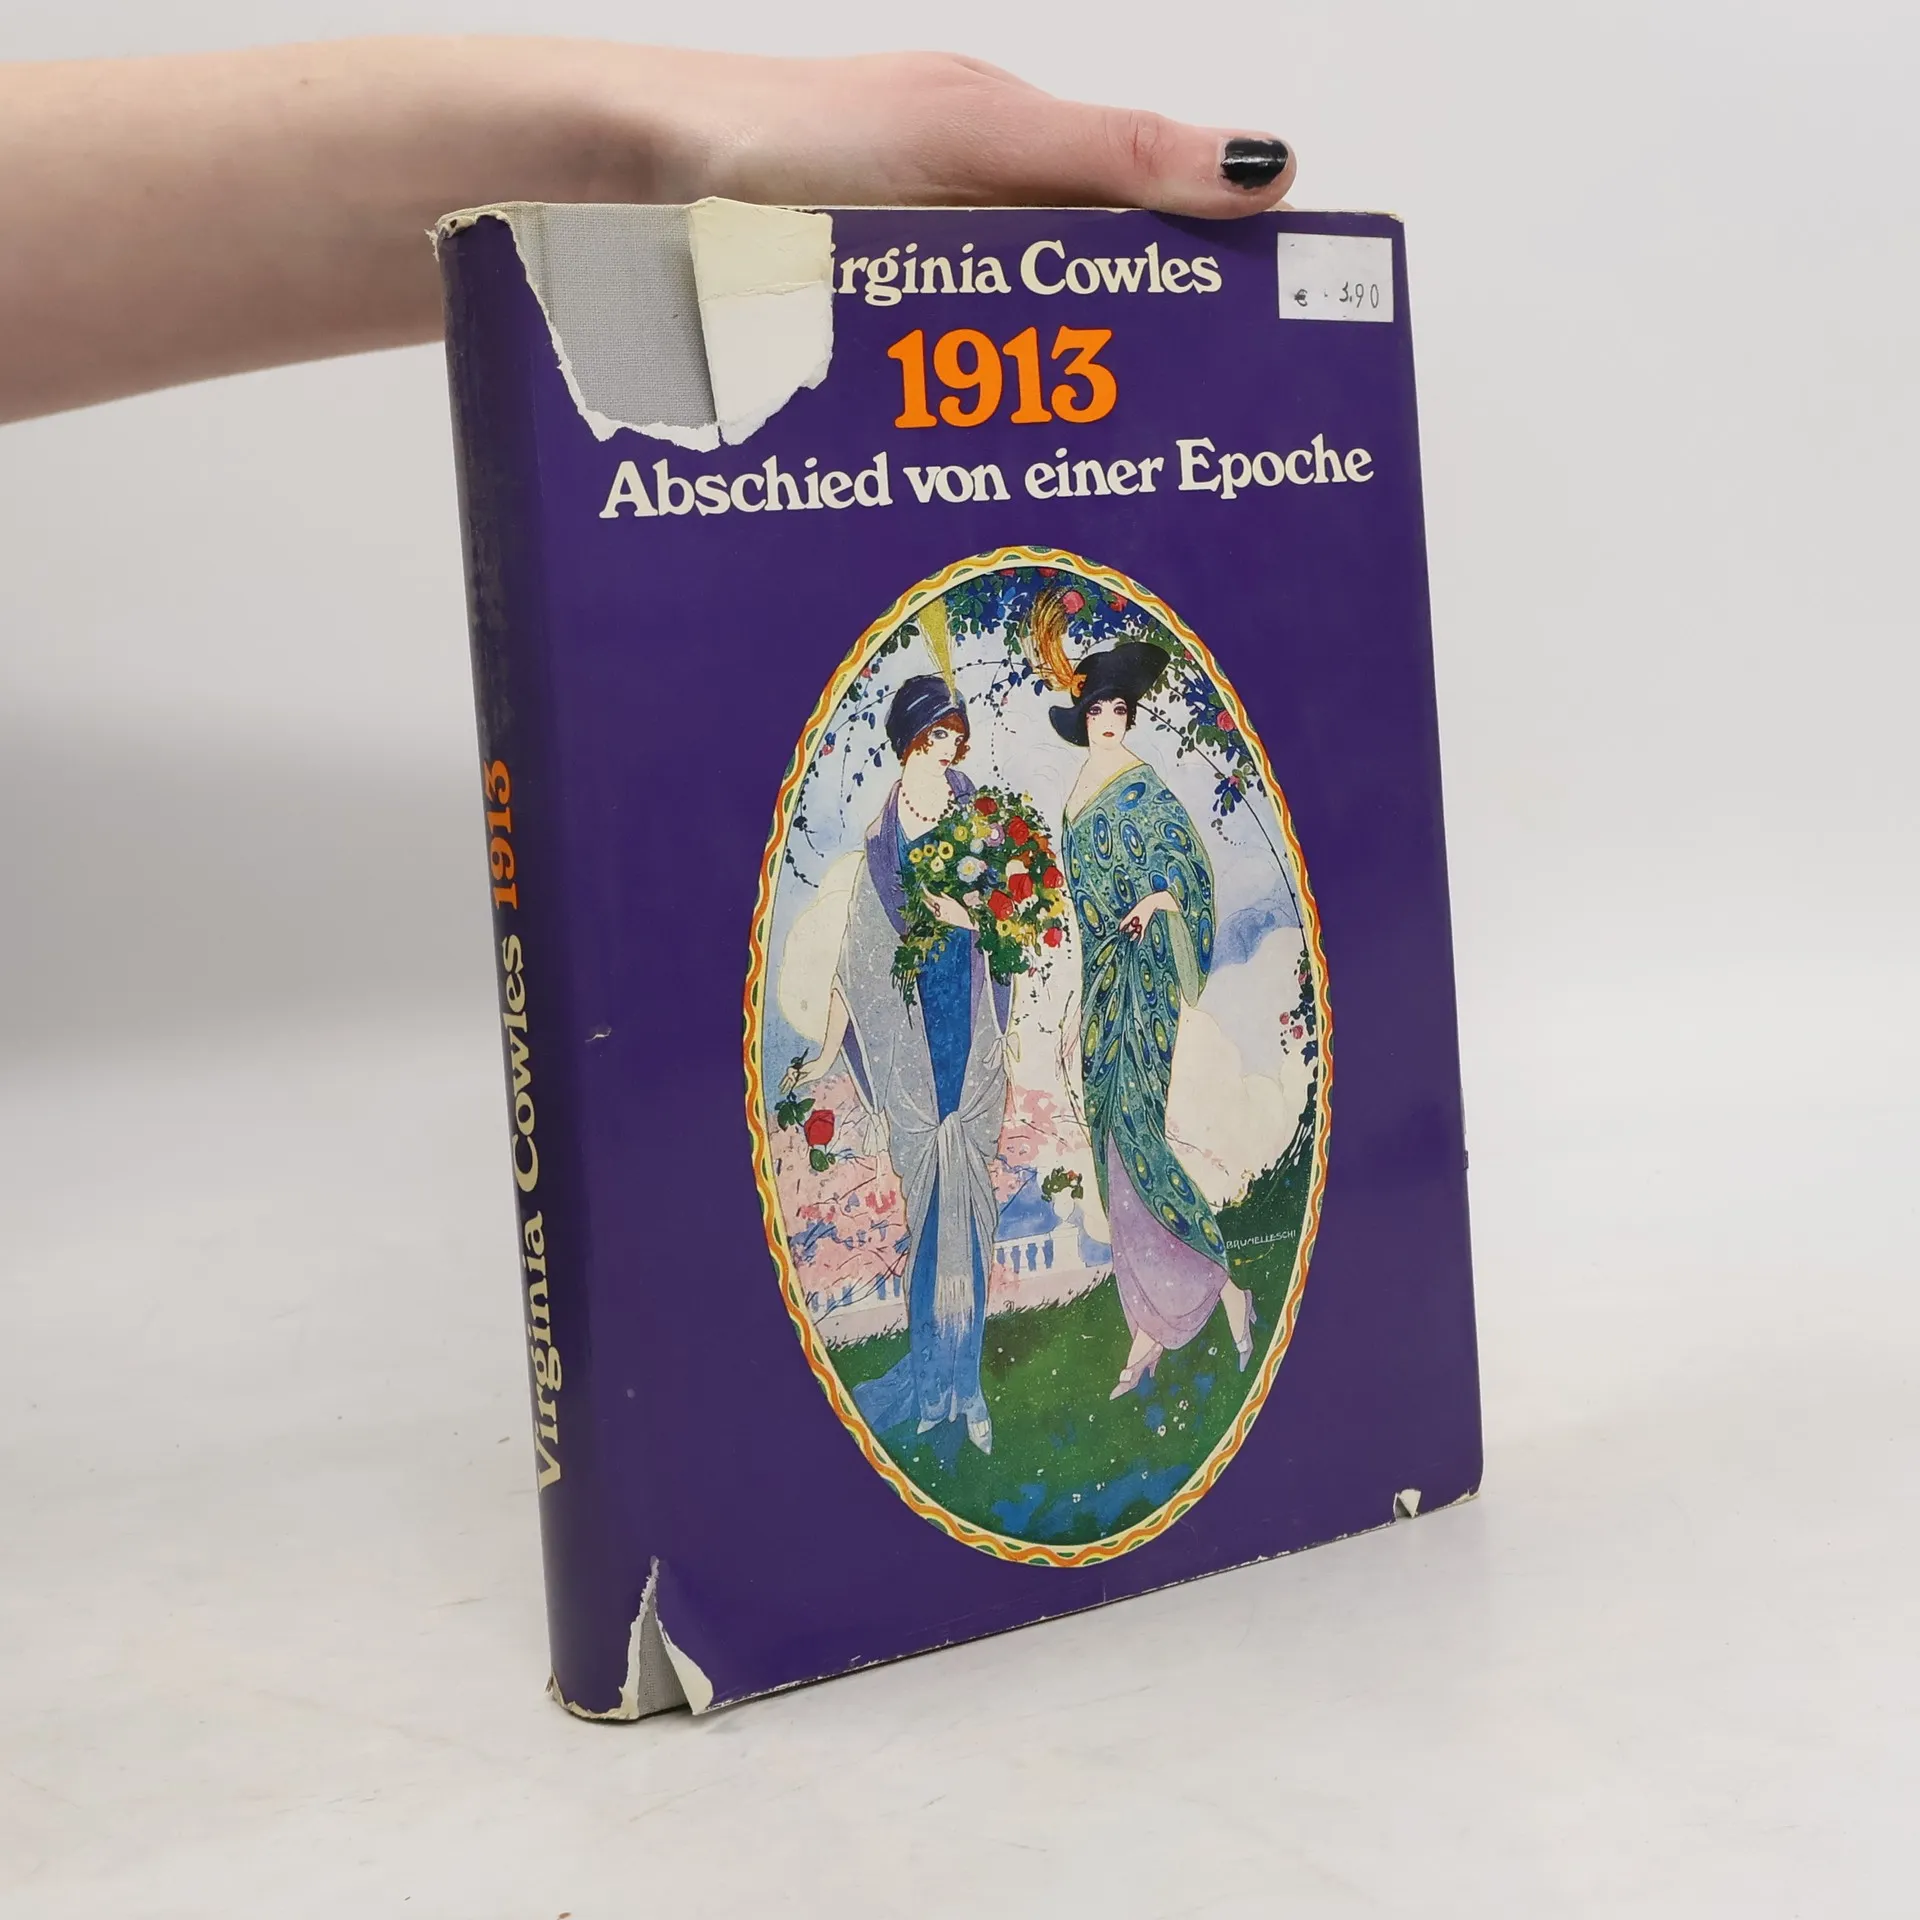 irginia Cowles
€ · 3,90
1913
Abschied von einer Epoche
BRUNELLESCHI
Virginia Cowles 1913